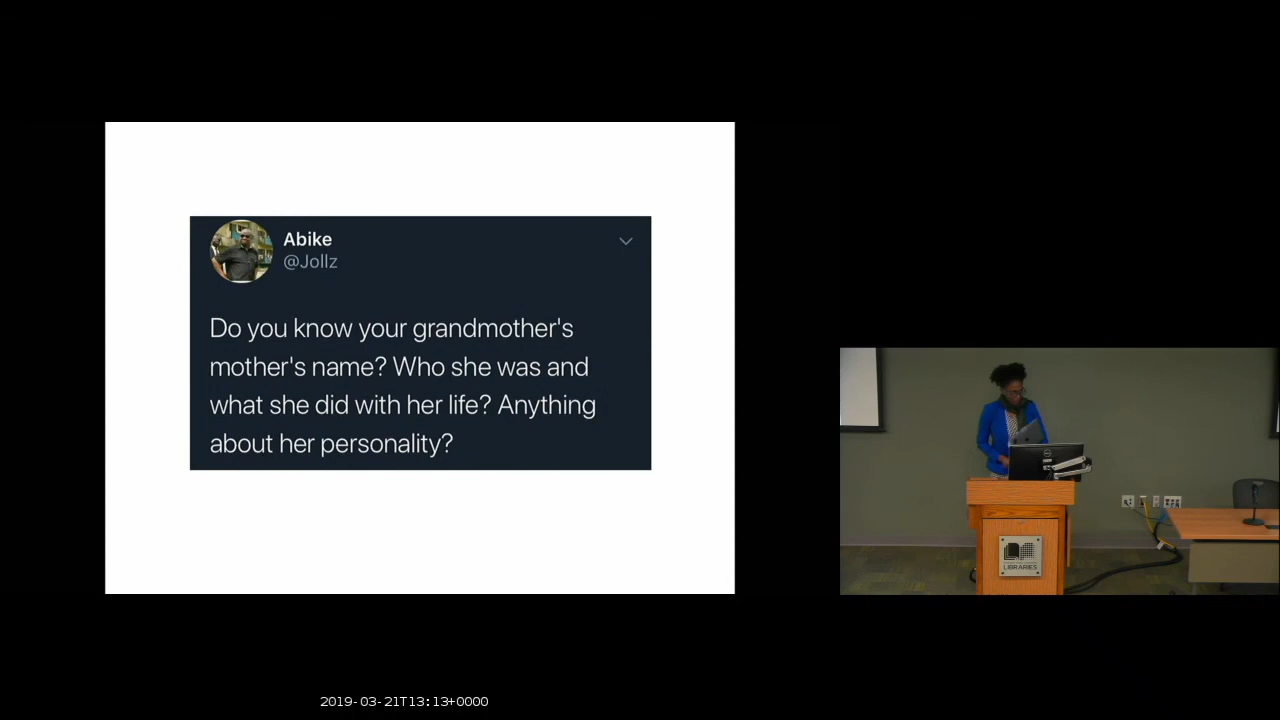 Abike
@Jollz
Do you know your grandmother's
mother's name? Who she was and
what she did with her life? Anything
about her personality?
LIBRARIES
2019-03-21T13:13+0000